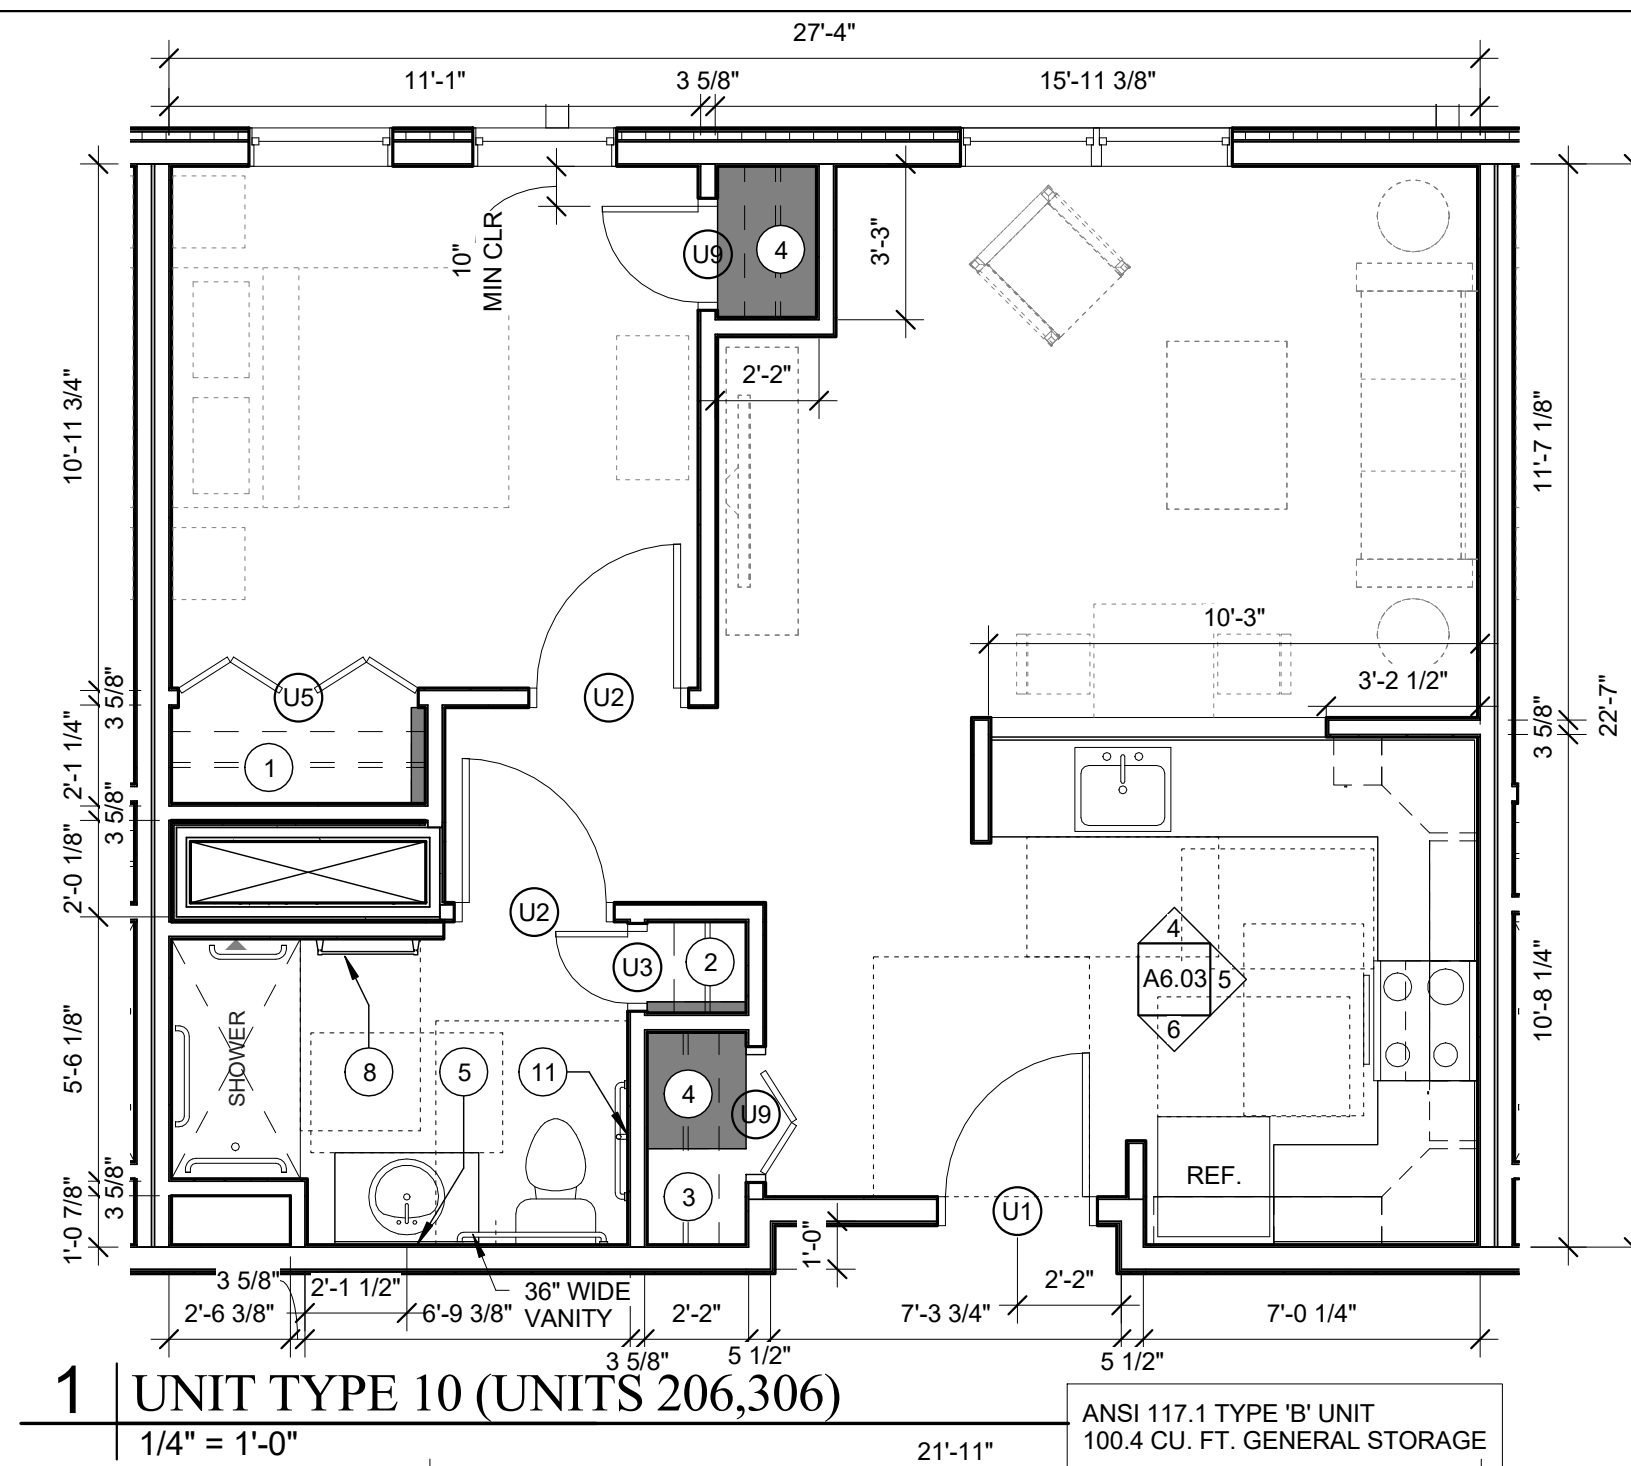 27'-4"
11'-1"
3 5/8"
15'-11 3/8"
10"
MIN CLR
U9
4
3'-3"
2'-2"
10'-11 3/4"
11'-7 1/8"
10'-3"
3'-2 1/2"
22'-7"
3 5/8"
3 5/8"
U5
U2
2'-1 1/4"
1
3 5/8"
2'-0 1/8"
U2
U3
2
4
A6.03
5
6
10'-8 1/4"
5'-6 1/8"
SHOWER
8
5
11
4
U9
3
REF.
U1
1'-0"
3 5/8"
1'-0 7/8"
3 5/8"
2'-1 1/2"
36" WIDE
VANITY
2'-2"
2'-6 3/8"
6'-9 3/8"
2'-2"
7'-3 3/4"
7'-0 1/4"
3 5/8"
5 1/2"
5 1/2"
1
UNIT TYPE 10 (UNITS 206,306)
1/4" = 1'-0"
ANSI 117.1 TYPE 'B' UNIT
100.4 CU. FT. GENERAL STORAGE
21'-11"